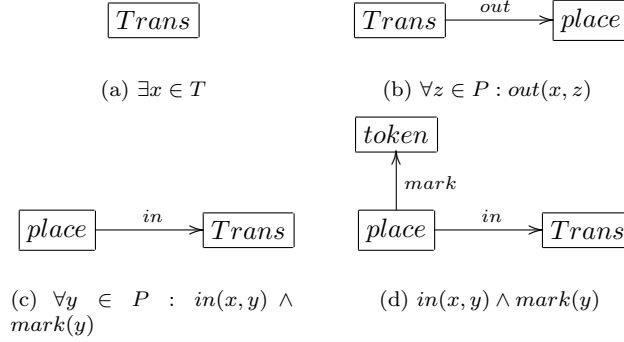 Trans
Trans out place
(a) ∃x ∈ T
(b) ∀z ∈ P : out(x, z)
token
mark
place in Trans
place in Trans
(c) ∀y ∈ P : in(x, y) ∧
mark(y)
(d) in(x, y) ∧ mark(y)